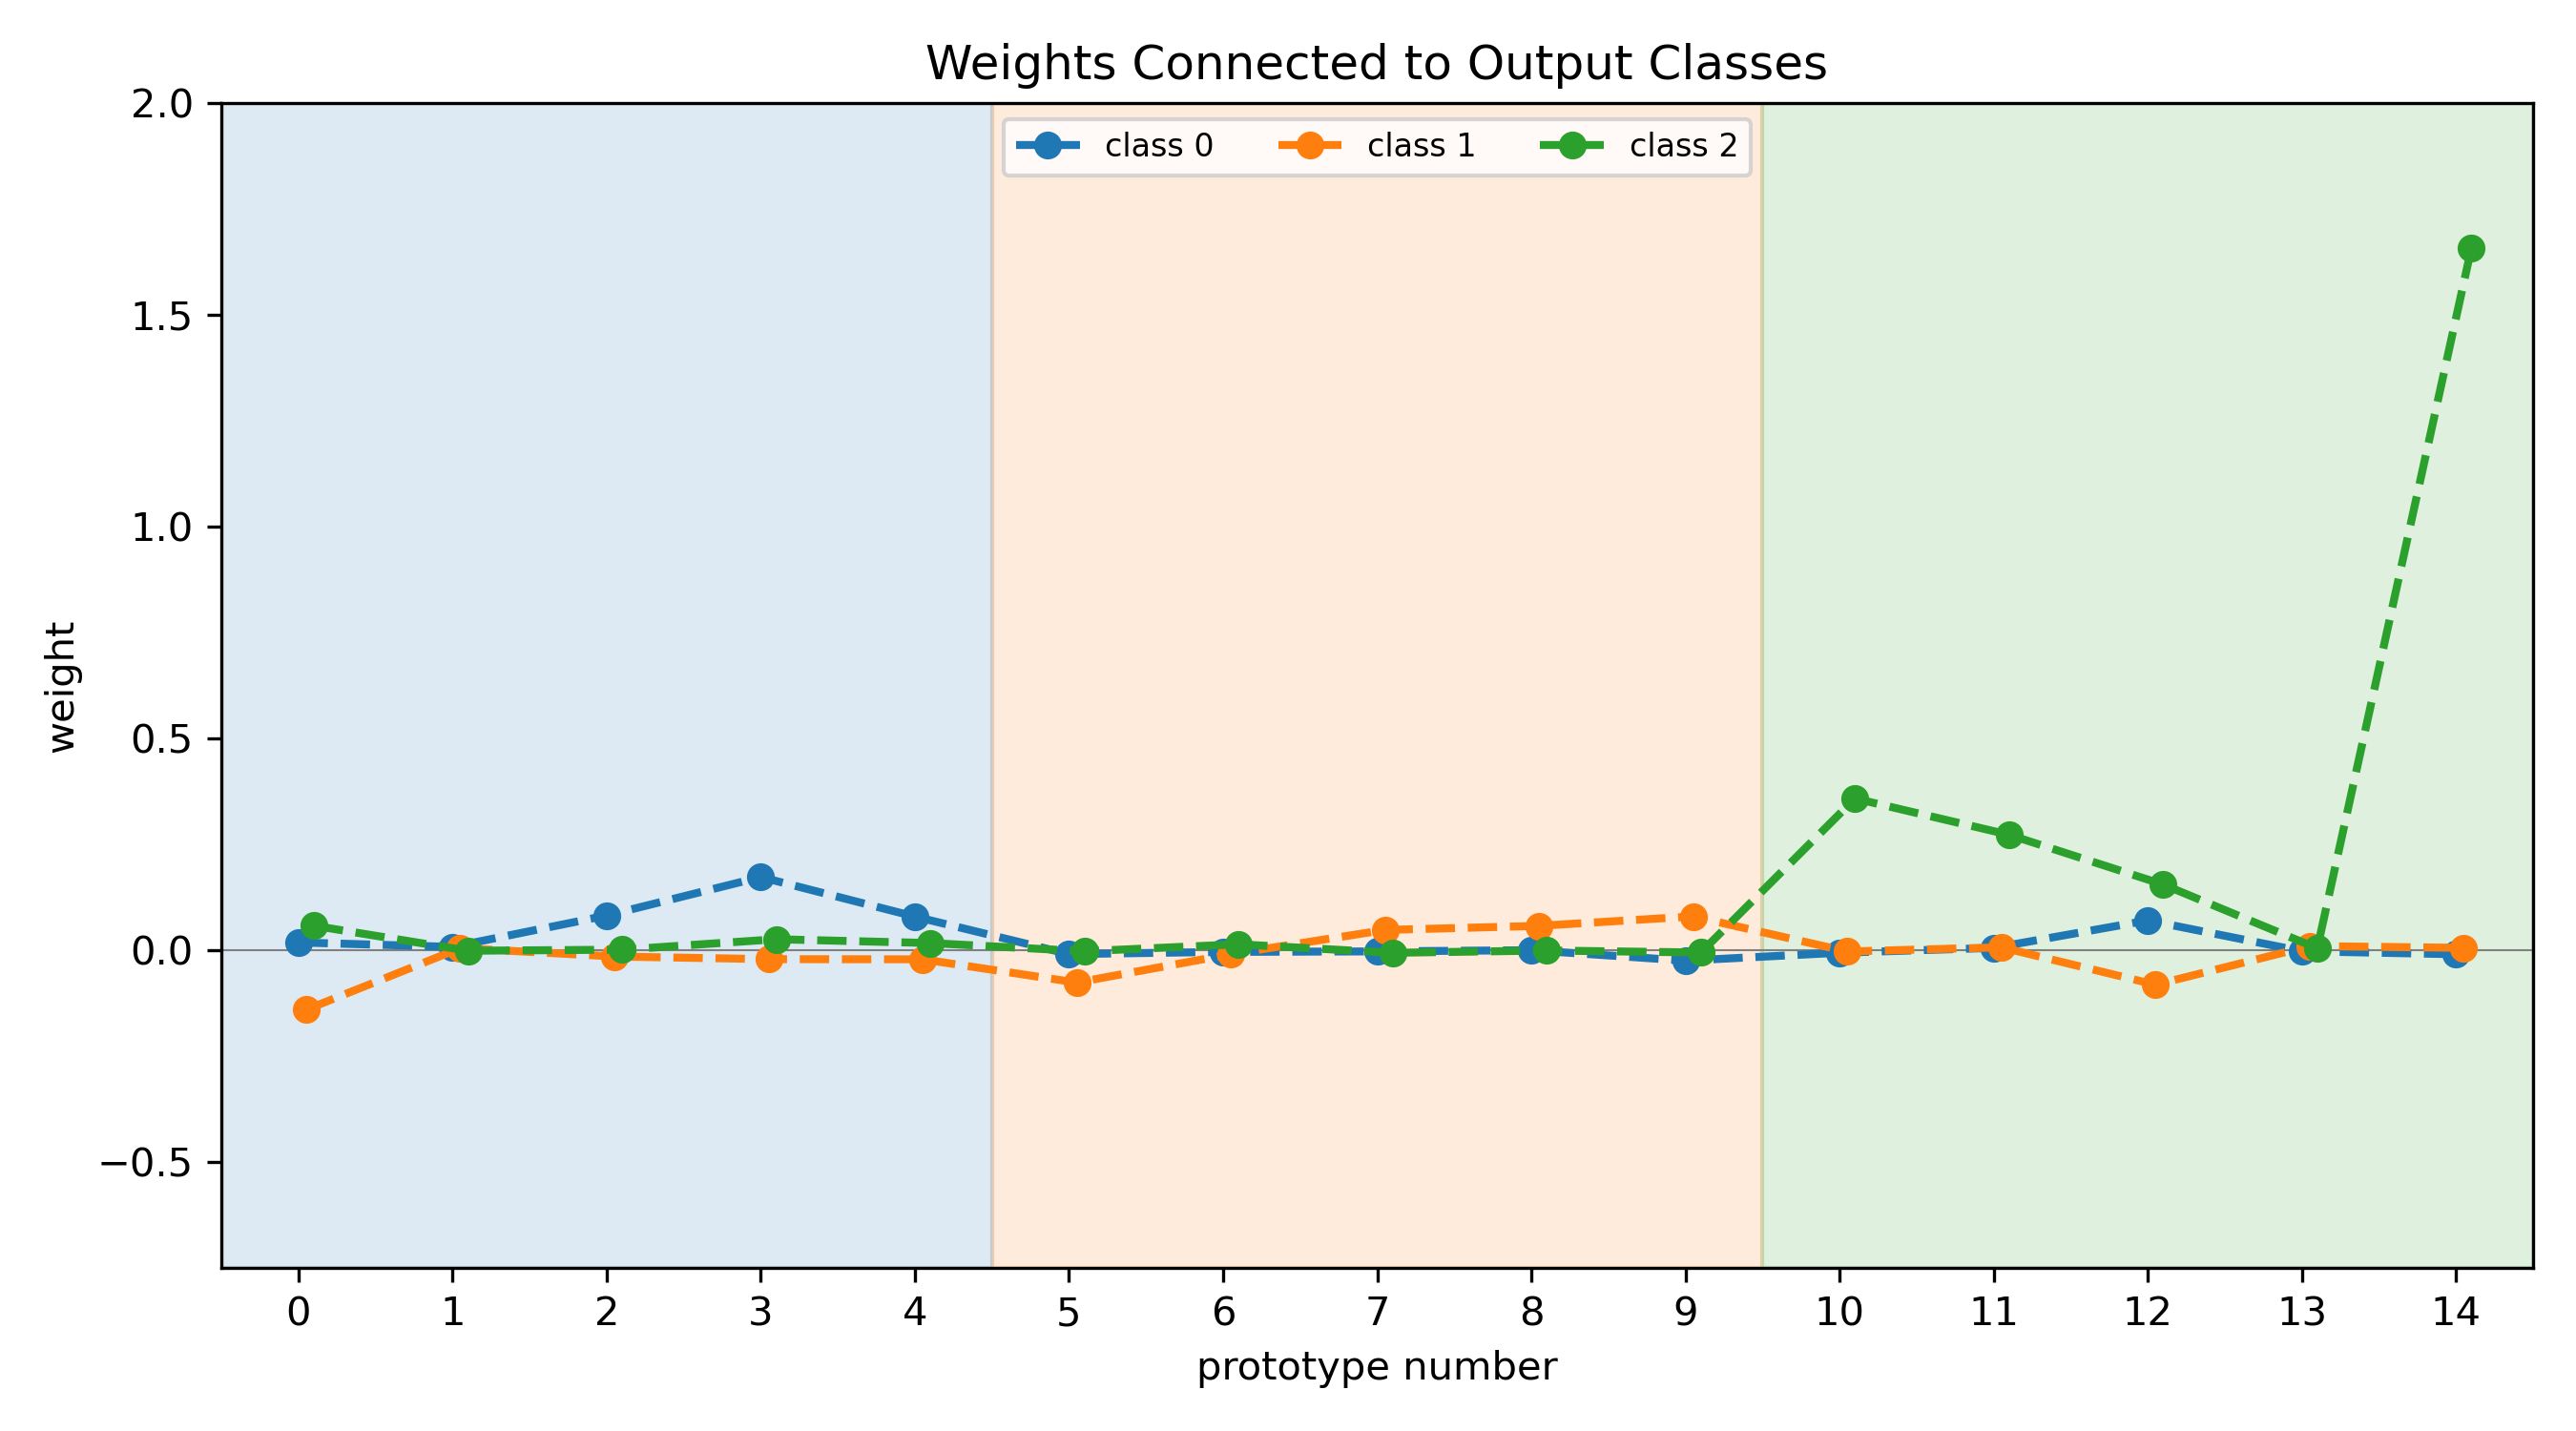 Weights Connected to Output Classes
class 0 class 1 class 2
2.0
1.5
1.0
0.5
0.0
−0.5
weight
0 1 2 3 4 5 6 7 8 9 10 11 12 13 14
prototype number